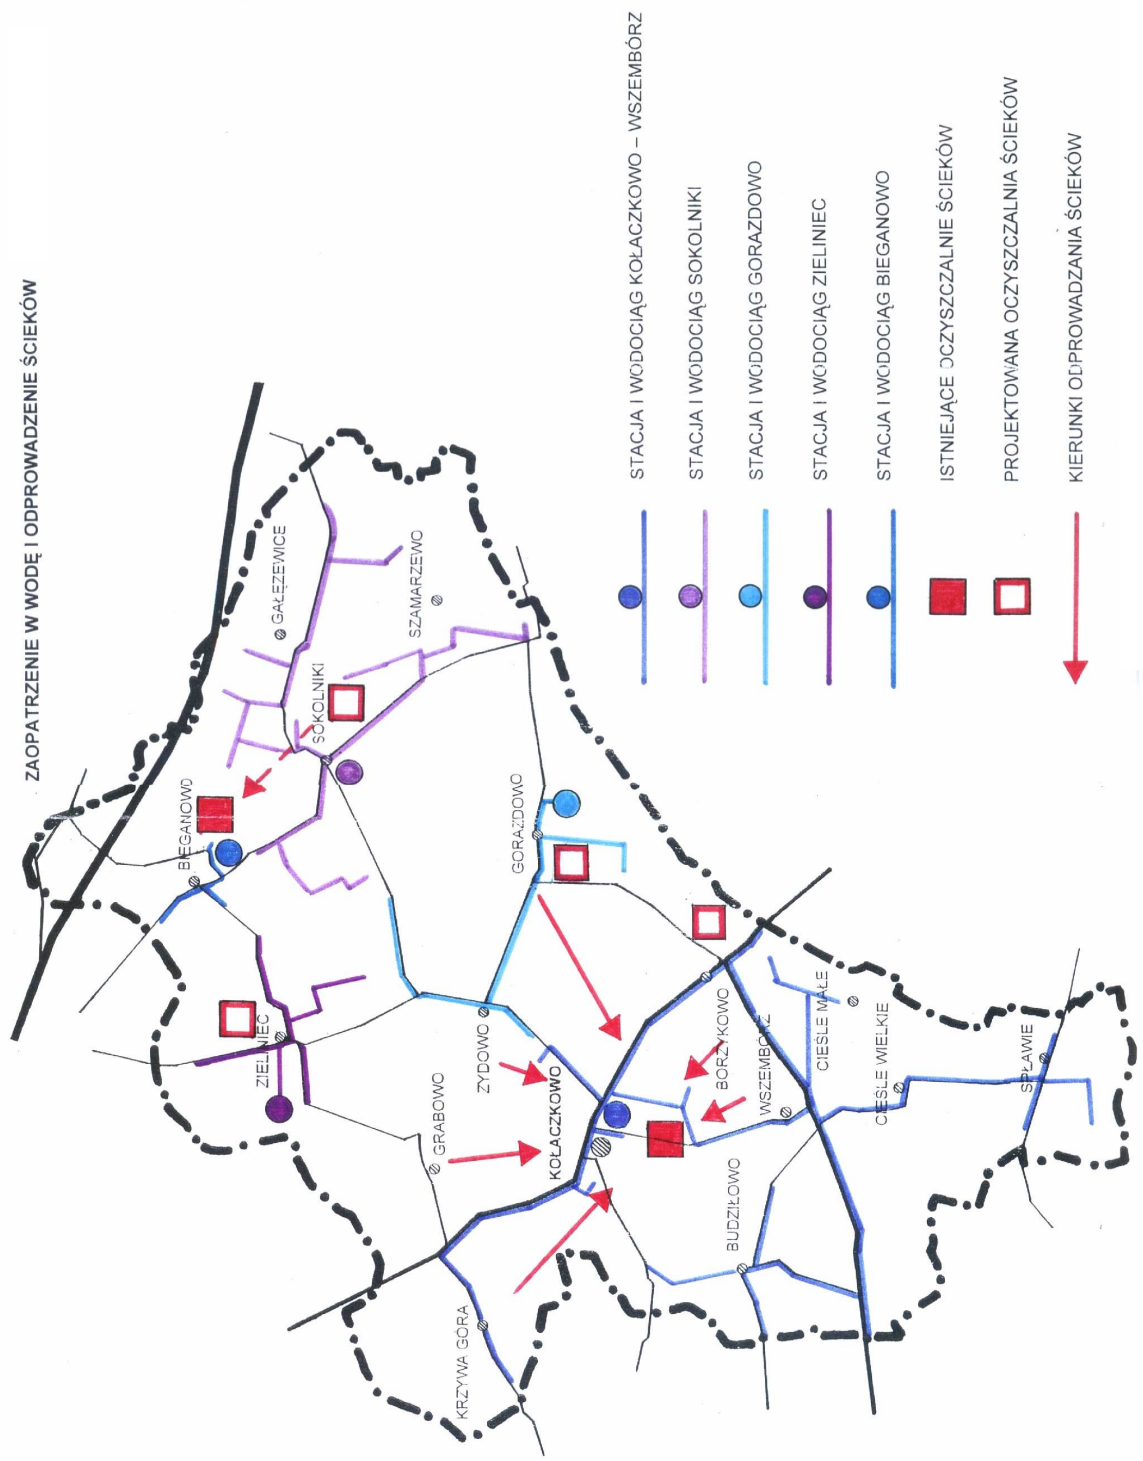 ZAOPATRZENIE W WODĘ I ODPROWADZENIE ŚCIEKÓW
GAŁĘZEWICE
SZAMARZEWO
SOKOLNIKI
BIEGANOWO
GORAZDOWO
ZIELINIEC
ZYDOWO
GRABOWO
KOŁACZKOWO
BORZYKOWO
WSZEMBÓRZ
CIEŚLE MAŁE
CIEŚLE WIELKIE
SPŁAWIE
BUDZIŁOWO
KRZYWA GÓRA
STACJA I WODOCIĄG KOŁACZKOWO – WSZEMBÓRZ
STACJA I WODOCIĄG SOKOLNIKI
STACJA I WODOCIĄG GORAZDOWO
STACJA I WODOCIĄG ZIELINIEC
STACJA I WODOCIĄG BIEGANOWO
ISTNIEJĄCE OCZYSZCZALNIE ŚCIEKÓW
PROJEKTOWANA OCZYSZCZALNIA ŚCIEKÓW
KIERUNKI ODPROWADZANIA ŚCIEKÓW